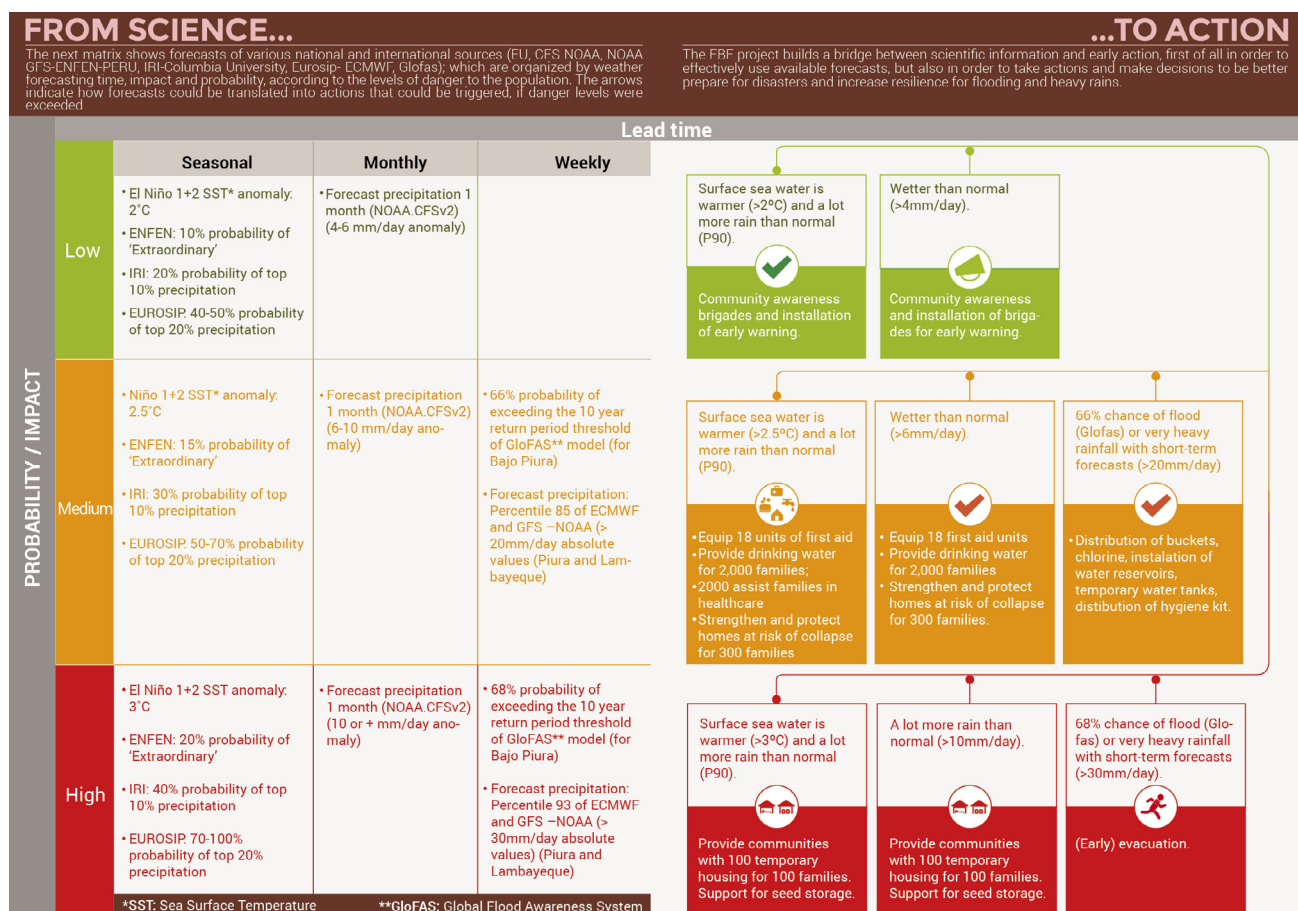 FROM SCIENCE...
The next matrix shows forecasts of various national and international sources (EU, CFS NOAA, NOAA
GFS-ENFEN-PERU, IRI-Columbia University, Eurosip- ECMWF, Glofas); which are organized by weather
forecasting time, impact and probability, according to the levels of danger to the population. The arrows
indicate how forecasts could be translated into actions that could be triggered, if danger levels were
exceeded
...TO ACTION
The FBF project builds a bridge between scientific information and early action, first of all in order to
effectively use available forecasts, but also in order to take actions and make decisions to be better
prepare for disasters and increase resilience for flooding and heavy rains.
Lead time
PROBABILITY / IMPACT
Seasonal
Monthly
Weekly
Low
• El Niño 1+2 SST* anomaly:
2˚C
• ENFEN: 10% probability of
'Extraordinary'
• IRI: 20% probability of top
10% precipitation
• EUROSIP. 40-50% probability
of top 20% precipitation
• Forecast precipitation 1
month (NOAA.CFSv2)
(4-6 mm/day anomaly)
Surface sea water is
warmer (>2ºC) and a lot
more rain than normal
(P90).
Community awareness
brigades and installation
of early warning.
Wetter than normal
(>4mm/day).
Community awareness
and installation of briga-
des for early warning.
Medium
• Niño 1+2 SST* anomaly:
2.5˚C
• ENFEN: 15% probability of
'Extraordinary'
• IRI: 30% probability of top
10% precipitation
• EUROSIP. 50-70% probability
of top 20% precipitation
• Forecast precipitation
1 month (NOAA.CFSv2)
(6-10 mm/day ano-
maly)
• 66% probability of
exceeding the 10 year
return period threshold
of GloFAS** model (for
Bajo Piura)
• Forecast precipitation:
Percentile 85 of ECMWF
and GFS –NOAA (>
20mm/day absolute
values (Piura and Lam-
bayeque)
Surface sea water is
warmer (>2.5ºC) and a lot
more rain than normal
(P90).
• Equip 18 units of first aid
• Provide drinking water
for 2,000 families;
• 2000 assist families in
healthcare
• Strengthen and protect
homes at risk of collapse
for 300 families
Wetter than normal
(>6mm/day).
• Equip 18 first aid units
• Provide drinking water
for 2,000 families
• Strengthen and protect
homes at risk of collapse
for 300 families.
66% chance of flood
(Glofas) or very heavy
rainfall with short-term
forecasts (>20mm/day)
• Distribution of buckets,
chlorine, instalation of
water reservoirs,
temporary water tanks,
distibution of hygiene kit.
High
• El Niño 1+2 SST anomaly:
3˚C
• ENFEN: 20% probability of
'Extraordinary'
• IRI: 40% probability of top
10% precipitation
• EUROSIP. 70-100%
probability of top 20%
precipitation
• Forecast precipitation
1 month (NOAA.CFSv2)
(10 or + mm/day ano-
maly)
• 68% probability of
exceeding the 10 year
return period threshold
of GloFAS** model (for
Bajo Piura)
• Forecast precipitation:
Percentile 93 of ECMWF
and GFS –NOAA (>
30mm/day absolute
values) (Piura and
Lambayeque)
Surface sea water is
warmer (>3ºC) and a lot
more rain than normal
(P90).
Provide communities
with 100 temporary
housing for 100 families.
Support for seed storage.
A lot more rain than
normal (>10mm/day).
Provide communities
with 100 temporary
housing for 100 families.
Support for seed storage.
68% chance of flood (Glo-
fas) or very heavy rainfall
with short-term forecasts
(>30mm/day).
(Early) evacuation.
*SST: Sea Surface Temperature
**GloFAS: Global Flood Awareness System